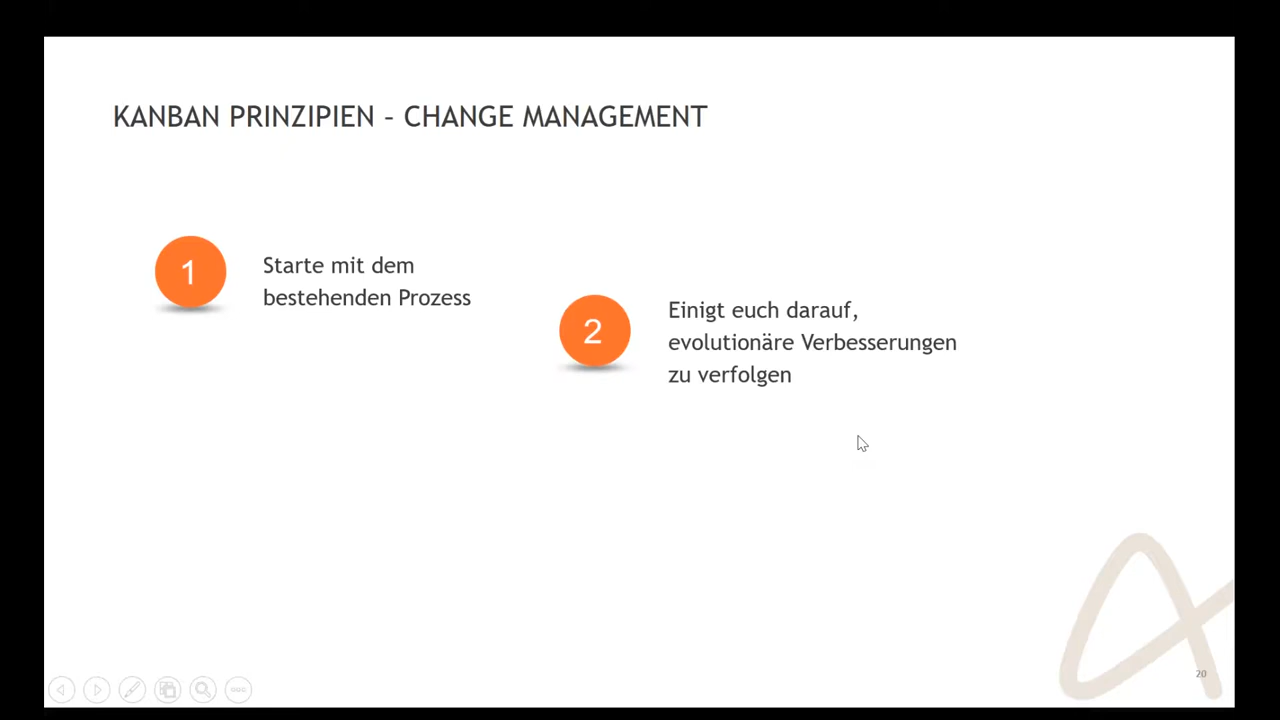 KANBAN PRINZIPIEN – CHANGE MANAGEMENT
1
Starte mit dem
bestehenden Prozess
2
Einigt euch darauf,
evolutionäre Verbesserungen
zu verfolgen
20